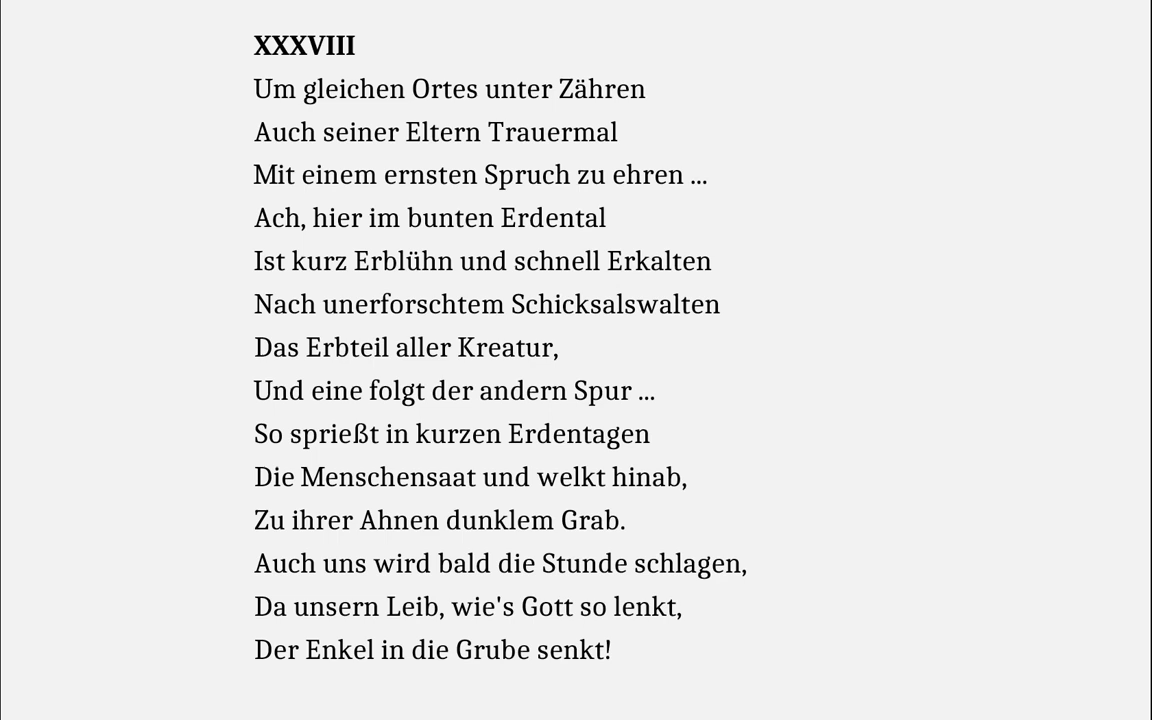 XXXVIII
Um gleichen Ortes unter Zähren
Auch seiner Eltern Trauermal
Mit einem ernsten Spruch zu ehren ...
Ach, hier im bunten Erdental
Ist kurz Erblühn und schnell Erkalten
Nach unerforschtem Schicksalswalten
Das Erbteil aller Kreatur,
Und eine folgt der andern Spur ...
So sprießt in kurzen Erdentagen
Die Menschensaat und welkt hinab,
Zu ihrer Ahnen dunklem Grab.
Auch uns wird bald die Stunde schlagen,
Da unsern Leib, wie's Gott so lenkt,
Der Enkel in die Grube senkt!